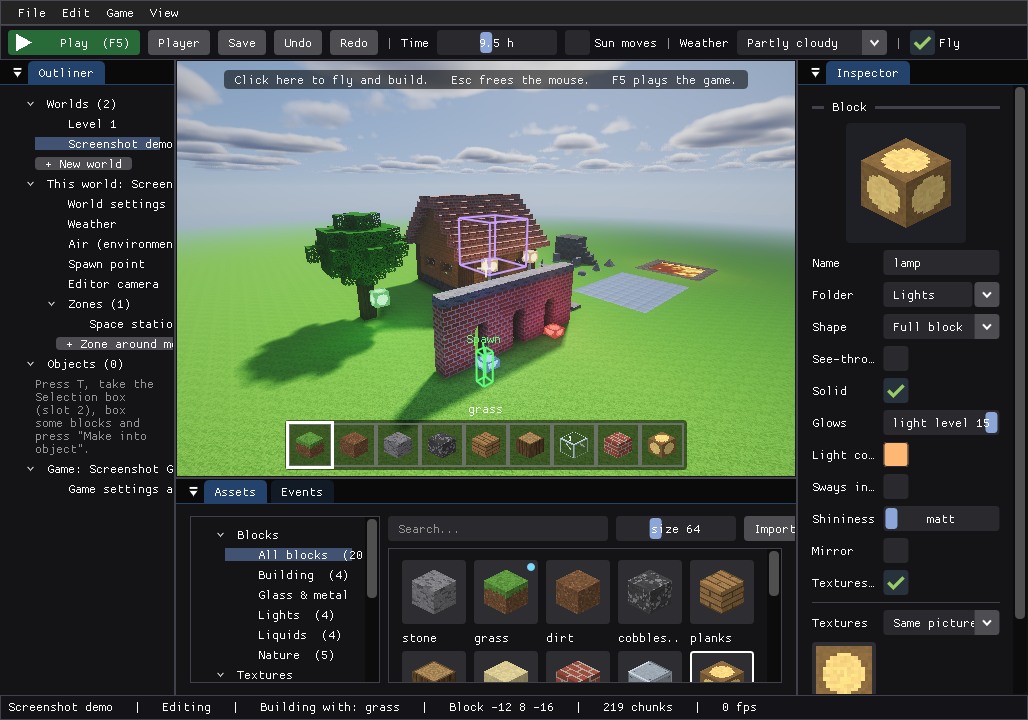 File Edit Game View
Play (F5) Player Save Undo Redo | Time 9.5 h Sun moves | Weather Partly cloudy | Fly
Outliner
Worlds (2)
Level 1
Screenshot demo
+ New world
This world: Screen
World settings
Weather
Air (environmen
Spawn point
Editor camera
Zones (1)
Space statio
+ Zone around m
Objects (0)
Press T, take the
Selection box
(slot 2), box
some blocks and
press "Make into
object".
Game: Screenshot G
Game settings a
Click here to fly and build. Esc frees the mouse. F5 plays the game.
Spawn
grass
Assets Events
Blocks
All blocks (20
Building (4)
Glass & metal
Lights (4)
Liquids (4)
Nature (5)
Textures
Search... size 64 Import
stone grass dirt cobbles.. planks
Inspector
Block
Name lamp
Folder Lights
Shape Full block
See-thro…
Solid
Glows light level 15
Light co…
Sways in…
Shininess matt
Mirror
Textures…
Textures Same picture
Screenshot demo | Editing | Building with: grass | Block -12 8 -16 | 219 chunks | 0 fps